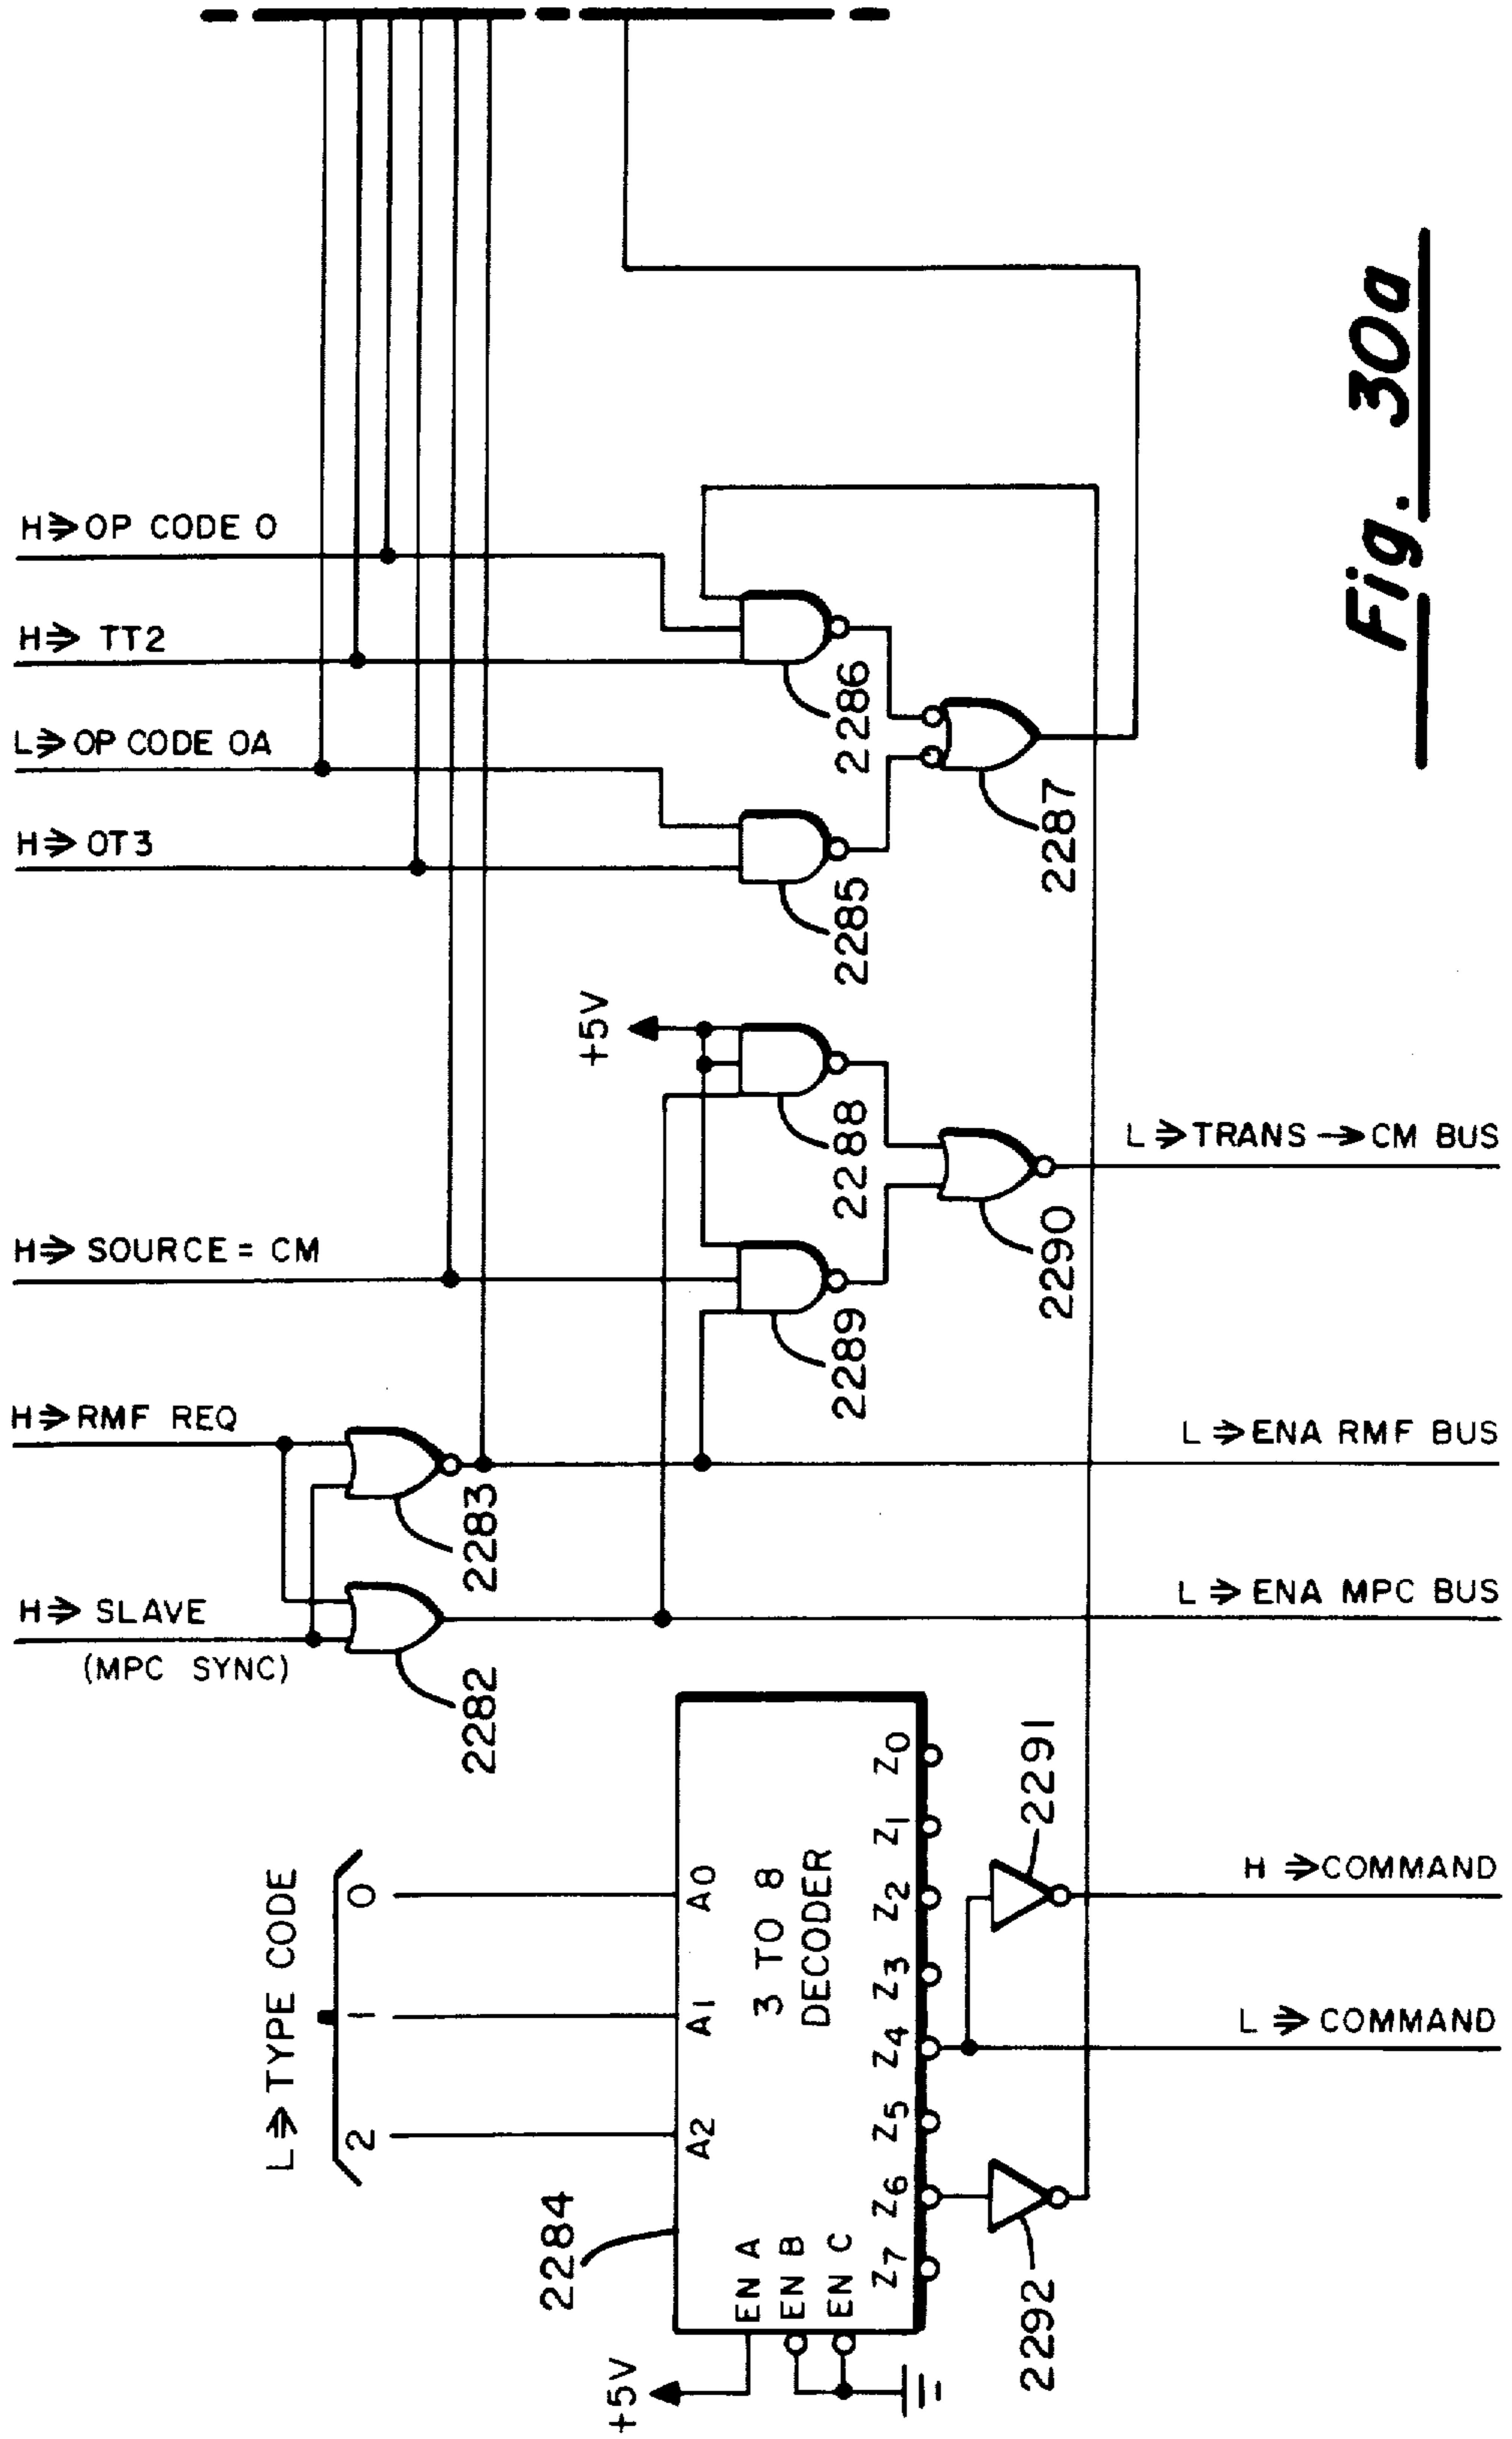 H⇒OP CODE 0
H⇒ TT2
L⇒OP CODE 0A
H⇒OT3
H⇒ SOURCE = CM
H⇒RMF REQ
H⇒ SLAVE
(MPC SYNC)
L⇒ TYPE CODE
2 1 0
2286
2285
2287
+5V
2288
2289
2290
2283
2282
2284
+5V
EN A
EN B
EN C
A2 A1 A0
3 TO 8
DECODER
Z7 Z6 Z5 Z4 Z3 Z2 Z1 Z0
2292
2291
L ⇒TRANS → CM BUS
L ⇒ENA RMF BUS
L ⇒ENA MPC BUS
H ⇒COMMAND
L ⇒ COMMAND
Fig. 30a